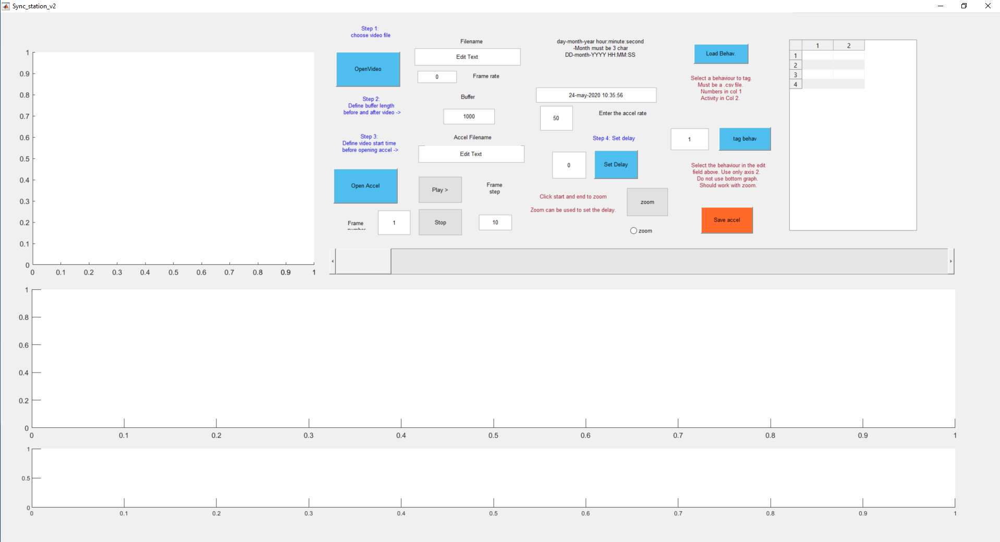 Sync_station_v2
Step 1:
choose video file
OpenVideo
Filename
Edit Text
0
Frame rate
Step 2:
Define buffer length
before and after video ->
Buffer
1000
Step 3:
Define video start time
before opening accel ->
Accel Filename
Edit Text
Open Accel
Play >
Frame
step
Frame
number
1
Stop
10
day-month-year hour:minute:second
-Month must be 3 char
DD-month-YYYY HH:MM:SS
24-may-2020 10:35:56
50
Enter the accel rate
Step 4: Set delay
0
Set Delay
Click start and end to zoom
Zoom can be used to set the delay.
zoom
zoom
Load Behav.
Select a behaviour to tag.
Must be a .csv file.
Numbers in col 1
Activity in Col 2.
1
tag behav
Select the behaviour in the edit
field above. Use only axis 2.
Do not use bottom graph.
Should work with zoom.
Save accel
1 2
1
2
3
4
1
0.9
0.8
0.7
0.6
0.5
0.4
0.3
0.2
0.1
0
0 0.1 0.2 0.3 0.4 0.5 0.6 0.7 0.8 0.9 1
1
0.8
0.6
0.4
0.2
0
0 0.1 0.2 0.3 0.4 0.5 0.6 0.7 0.8 0.9 1
1
0.5
0
0 0.1 0.2 0.3 0.4 0.5 0.6 0.7 0.8 0.9 1